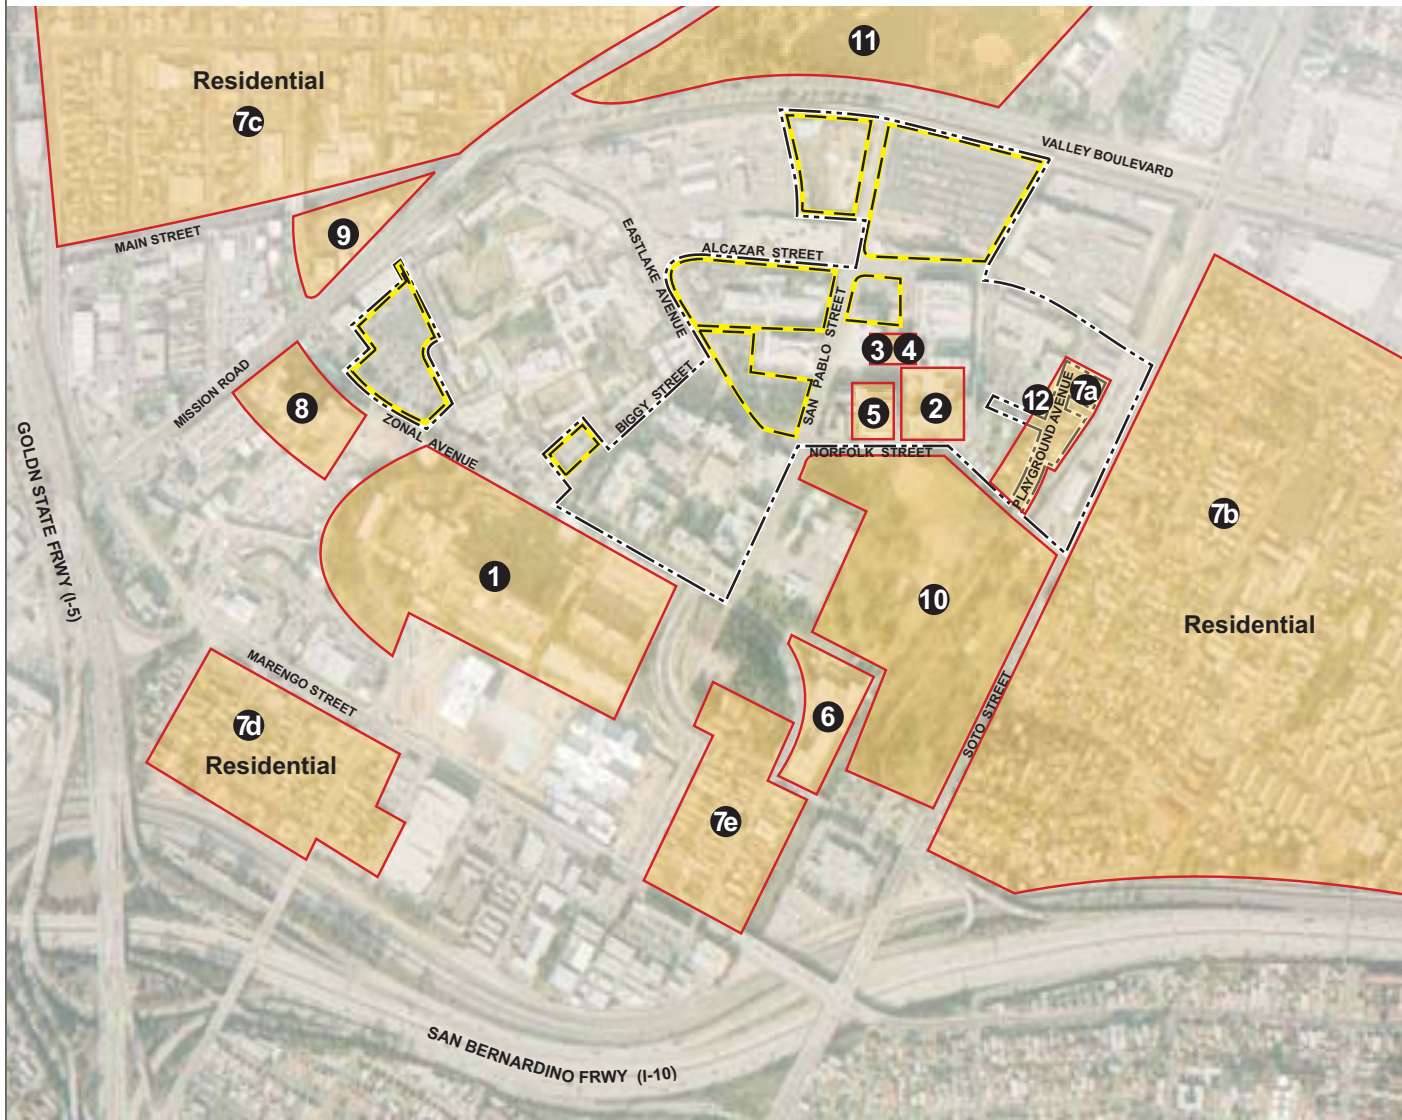 11
Residential
7c
VALLEY BOULEVARD
MAIN STREET
9
EASTLAKE AVENUE
ALCAZAR STREET
SAN PABLO STREET
3
4
MISSION ROAD
8
ZONAL AVENUE
BIGGY STREET
5
2
12
7a
PLAYGROUND AVENUE
NORFOLK STREET
GOLDN STATE FRWY (I-5)
1
10
7b
Residential
MARENGO STREET
7d
Residential
6
SOTO STREET
7e
SAN BERNARDINO FRWY (I-10)